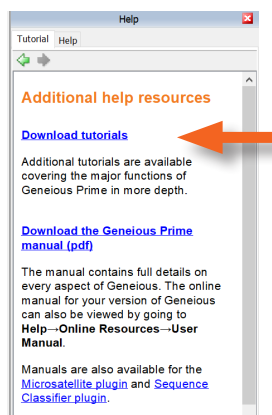 Help
Tutorial Help
Additional help resources
Download tutorials
Additional tutorials are available
covering the major functions of
Geneious Prime in more depth.
Download the Geneious Prime
manual (pdf)
The manual contains full details on
every aspect of Geneious. The online
manual for your version of Geneious
can also be viewed by going to
Help→Online Resources→User
Manual.
Manuals are also available for the
Microsatellite plugin and Sequence
Classifier plugin.